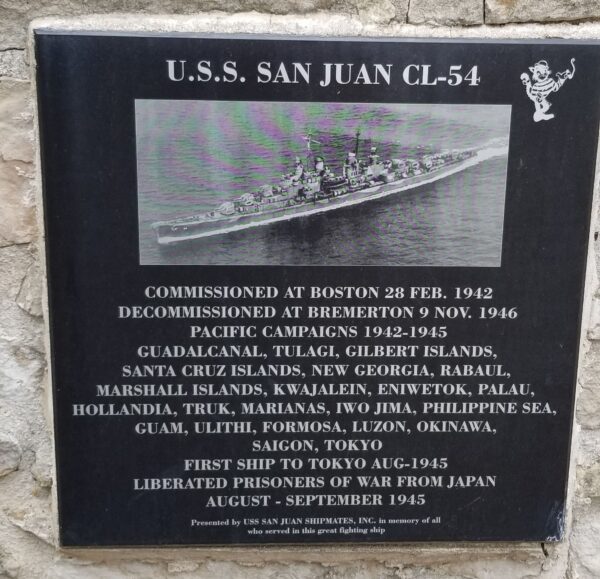 U.S.S. SAN JUAN CL-54
COMMISSIONED AT BOSTON 28 FEB. 1942
DECOMMISSIONED AT BREMERTON 9 NOV. 1946
PACIFIC CAMPAIGNS 1942-1945
GUADALCANAL, TULAGI, GILBERT ISLANDS,
SANTA CRUZ ISLANDS, NEW GEORGIA, RABAUL,
MARSHALL ISLANDS, KWAJALEIN, ENIWETOK, PALAU,
HOLLANDIA, TRUK, MARIANAS, IWO JIMA, PHILIPPINE SEA,
GUAM, ULITHI, FORMOSA, LUZON, OKINAWA,
SAIGON, TOKYO
FIRST SHIP TO TOKYO AUG-1945
LIBERATED PRISONERS OF WAR FROM JAPAN
AUGUST - SEPTEMBER 1945
Presented by USS SAN JUAN SHIPMATES, INC. in memory of all
who served in this great fighting ship